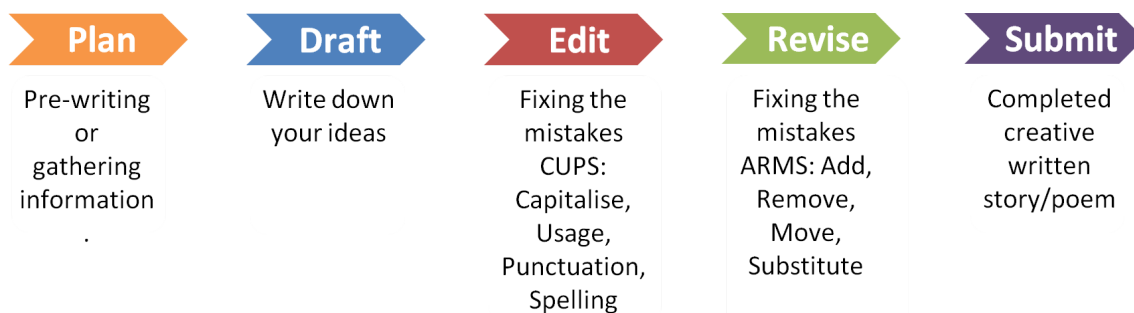 Plan
Pre-writing
or
gathering
information
.
Draft
Write down
your ideas
Edit
Fixing the
mistakes
CUPS:
Capitalise,
Usage,
Punctuation,
Spelling
Revise
Fixing the
mistakes
ARMS: Add,
Remove,
Move,
Substitute
Submit
Completed
creative
written
story/poem